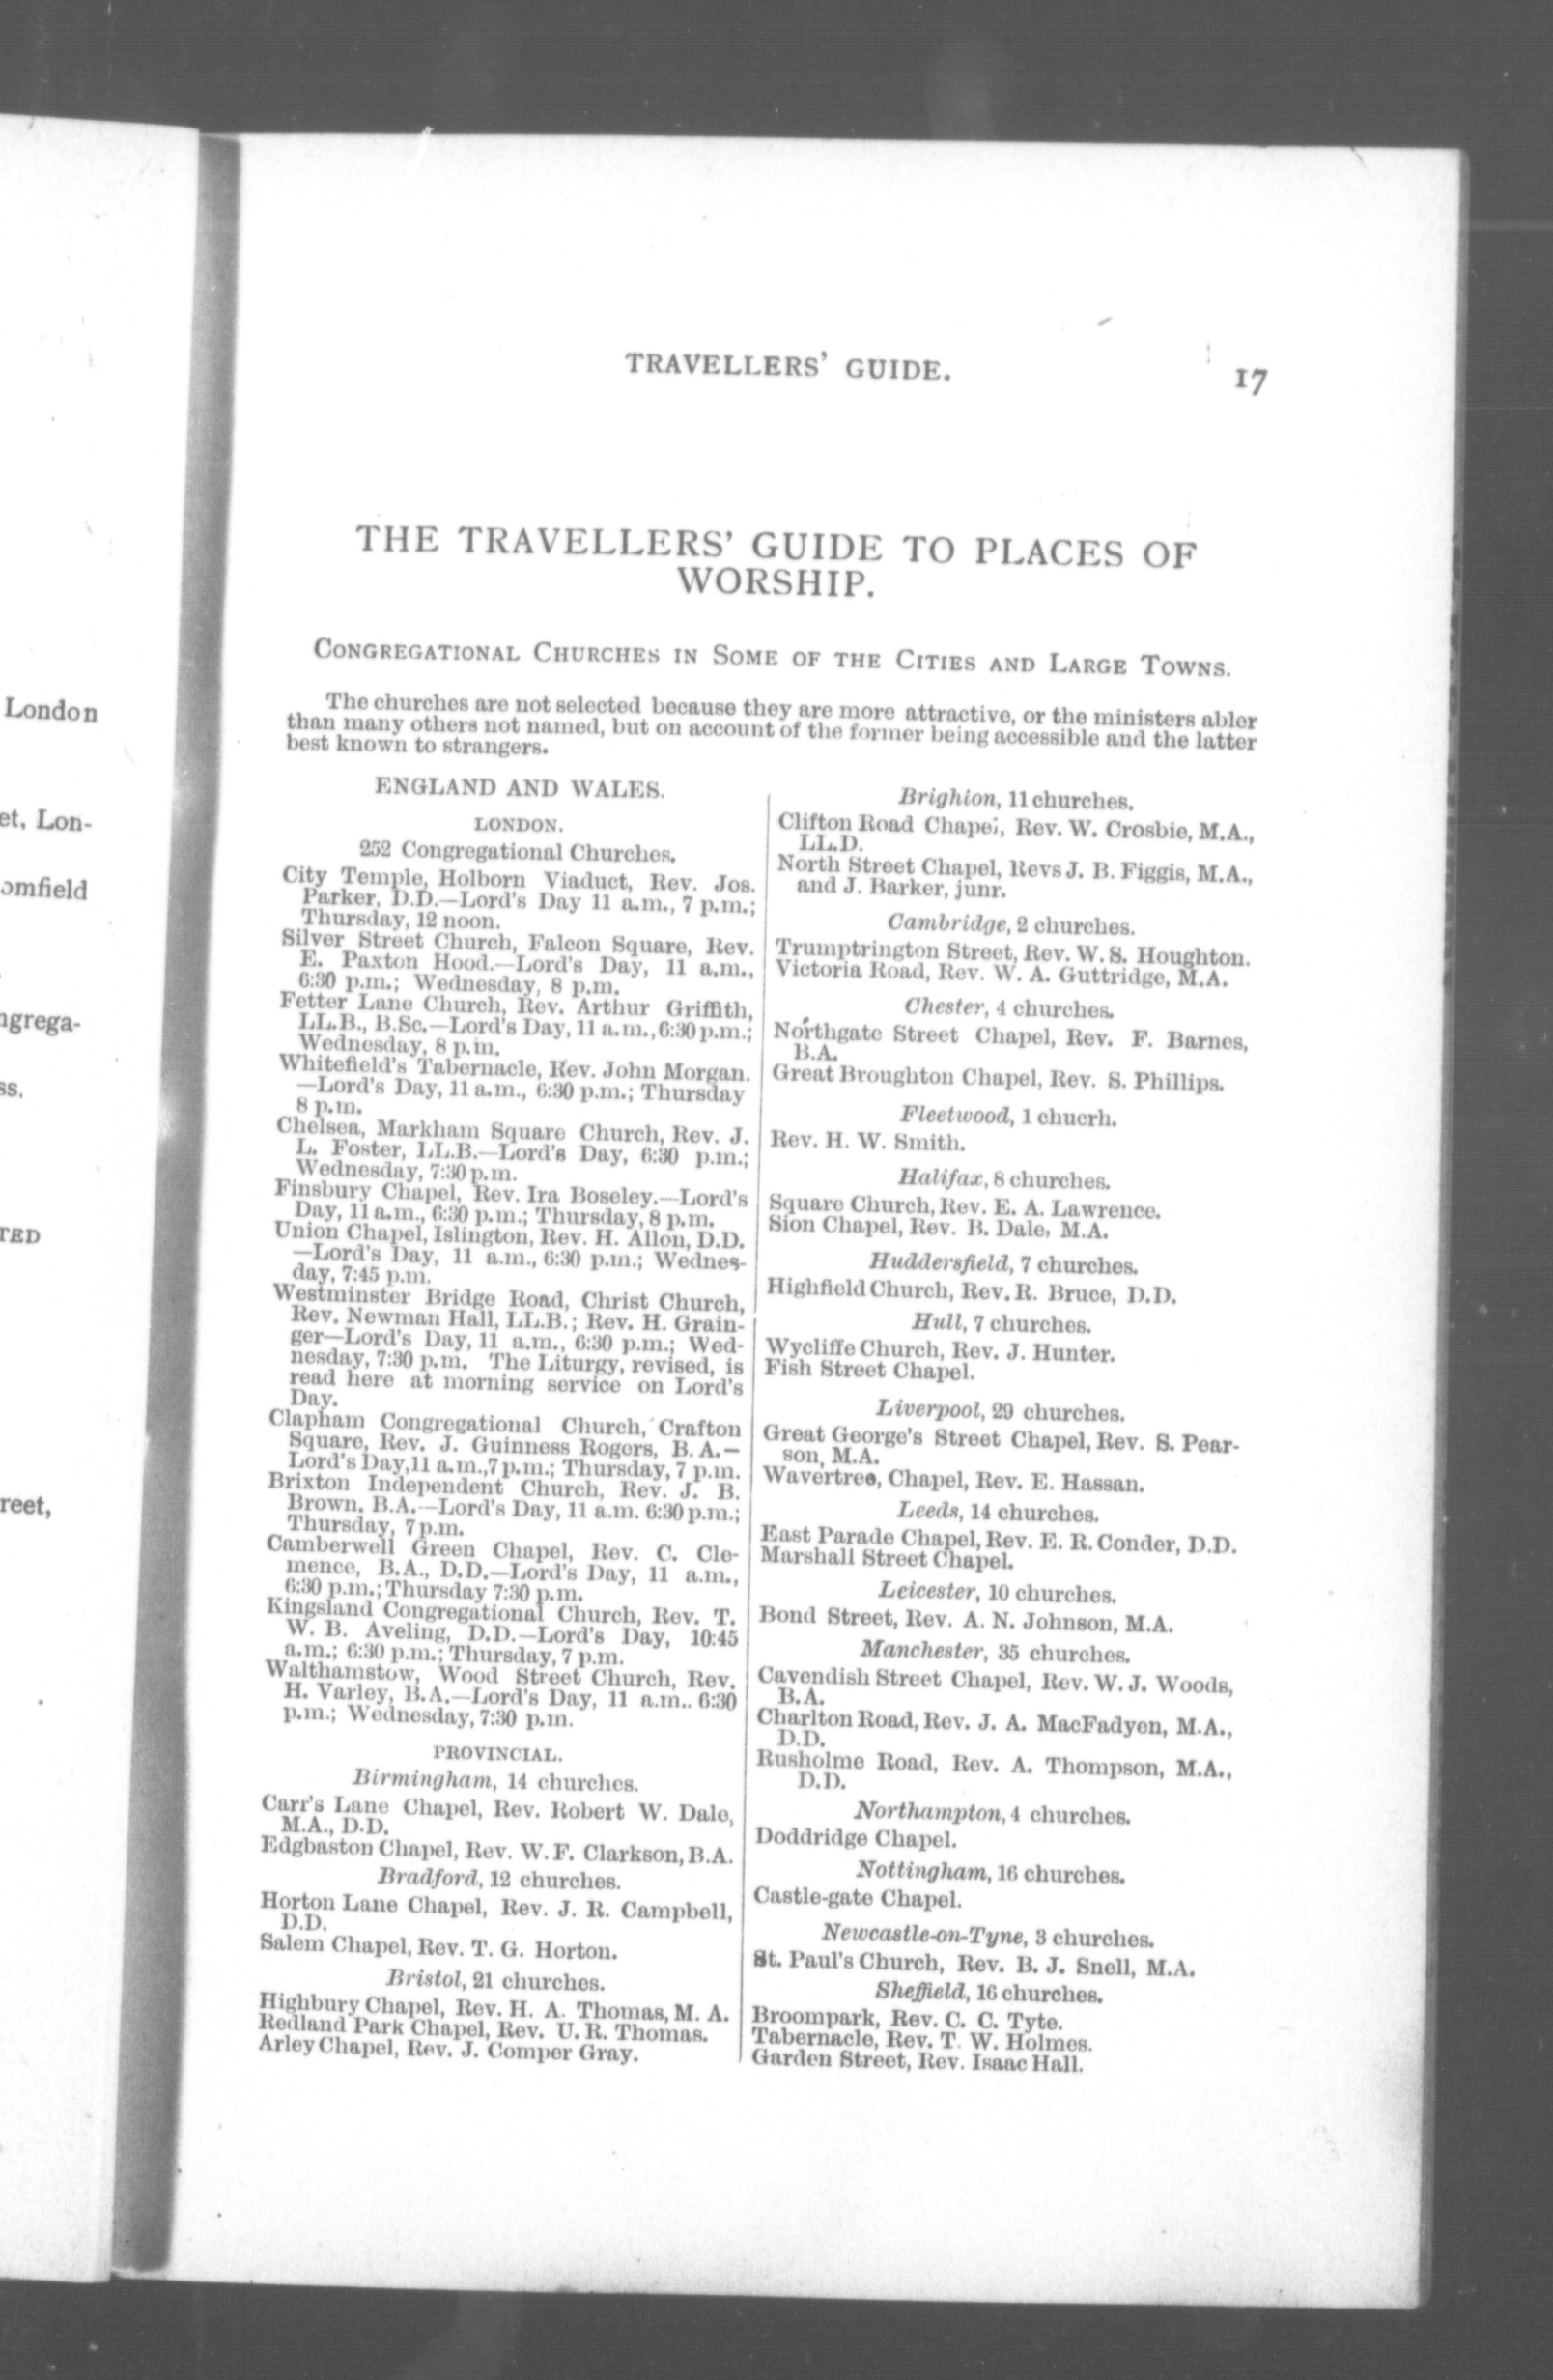 London
et, Lon-
omfield
ngrega-
ss.
TED
reet,
TRAVELLERS' GUIDE. 17
THE TRAVELLERS' GUIDE TO PLACES OF
WORSHIP.
CONGREGATIONAL CHURCHES IN SOME OF THE CITIES AND LARGE TOWNS.
The churches are not selected because they are more attractive, or the ministers abler
than many others not named, but on account of the former being accessible and the latter
best known to strangers.
ENGLAND AND WALES.
LONDON.
252 Congregational Churches.
City Temple, Holborn Viaduct, Rev. Jos.
Parker, D.D.—Lord's Day 11 a.m., 7 p.m.;
Thursday, 12 noon.
Silver Street Church, Falcon Square, Rev.
E. Paxton Hood.—Lord's Day, 11 a.m.,
6:30 p.m.; Wednesday, 8 p.m.
Fetter Lane Church, Rev. Arthur Griffith,
LL.B., B.Sc.—Lord's Day, 11 a.m., 6:30 p.m.;
Wednesday, 8 p.m.
Whitefield's Tabernacle, Rev. John Morgan.
—Lord's Day, 11 a.m., 6:30 p.m.; Thursday
8 p.m.
Chelsea, Markham Square Church, Rev. J.
L. Foster, LL.B.—Lord's Day, 6:30 p.m.;
Wednesday, 7:30 p.m.
Finsbury Chapel, Rev. Ira Boseley.—Lord's
Day, 11 a.m., 6:30 p.m.; Thursday, 8 p.m.
Union Chapel, Islington, Rev. H. Allon, D.D.
—Lord's Day, 11 a.m., 6:30 p.m.; Wednes-
day, 7:45 p.m.
Westminster Bridge Road, Christ Church,
Rev. Newman Hall, LL.B.; Rev. H. Grain-
ger—Lord's Day, 11 a.m., 6:30 p.m.; Wed-
nesday, 7:30 p.m. The Liturgy, revised, is
read here at morning service on Lord's
Day.
Clapham Congregational Church, Crafton
Square, Rev. J. Guinness Rogers, B.A.—
Lord's Day, 11 a.m., 7 p.m.; Thursday, 7 p.m.
Brixton Independent Church, Rev. J. B.
Brown, B.A.—Lord's Day, 11 a.m. 6:30 p.m.;
Thursday, 7 p.m.
Camberwell Green Chapel, Rev. C. Cle-
mence, B.A., D.D.—Lord's Day, 11 a.m.,
6:30 p.m.; Thursday 7:30 p.m.
Kingsland Congregational Church, Rev. T.
W. B. Aveling, D.D.—Lord's Day, 10:45
a.m.; 6:30 p.m.; Thursday, 7 p.m.
Walthamstow, Wood Street Church, Rev.
H. Varley, B.A.—Lord's Day, 11 a.m.. 6:30
p.m.; Wednesday, 7:30 p.m.
PROVINCIAL.
Birmingham, 14 churches.
Carr's Lane Chapel, Rev. Robert W. Dale,
M.A., D.D.
Edgbaston Chapel, Rev. W. F. Clarkson, B.A.
Bradford, 12 churches.
Horton Lane Chapel, Rev. J. R. Campbell,
D.D.
Salem Chapel, Rev. T. G. Horton.
Bristol, 21 churches.
Highbury Chapel, Rev. H. A. Thomas, M. A.
Redland Park Chapel, Rev. U. R. Thomas.
Arley Chapel, Rev. J. Comper Gray.
Brighion, 11 churches.
Clifton Road Chapel, Rev. W. Crosbie, M.A.,
LL.D.
North Street Chapel, Revs J. B. Figgis, M.A.,
and J. Barker, junr.
Cambridge, 2 churches.
Trumptrington Street, Rev. W. S. Houghton.
Victoria Road, Rev. W. A. Guttridge, M.A.
Chester, 4 churches.
Northgate Street Chapel, Rev. F. Barnes,
B.A.
Great Broughton Chapel, Rev. S. Phillips.
Fleetwood, 1 chucrh.
Rev. H. W. Smith.
Halifax, 8 churches.
Square Church, Rev. E. A. Lawrence.
Sion Chapel, Rev. B. Dale, M.A.
Huddersfield, 7 churches.
Highfield Church, Rev. R. Bruce, D.D.
Hull, 7 churches.
Wycliffe Church, Rev. J. Hunter.
Fish Street Chapel.
Liverpool, 29 churches.
Great George's Street Chapel, Rev. S. Pear-
son, M.A.
Wavertree, Chapel, Rev. E. Hassan.
Leeds, 14 churches.
East Parade Chapel, Rev. E. R. Conder, D.D.
Marshall Street Chapel.
Leicester, 10 churches.
Bond Street, Rev. A. N. Johnson, M.A.
Manchester, 35 churches.
Cavendish Street Chapel, Rev. W. J. Woods,
B.A.
Charlton Road, Rev. J. A. MacFadyen, M.A.,
D.D.
Rusholme Road, Rev. A. Thompson, M.A.,
D.D.
Northampton, 4 churches.
Doddridge Chapel.
Nottingham, 16 churches.
Castle-gate Chapel.
Newcastle-on-Tyne, 3 churches.
St. Paul's Church, Rev. B. J. Snell, M.A.
Sheffield, 16 churches.
Broompark, Rev. C. C. Tyte.
Tabernacle, Rev. T. W. Holmes.
Garden Street, Rev. Isaac Hall.